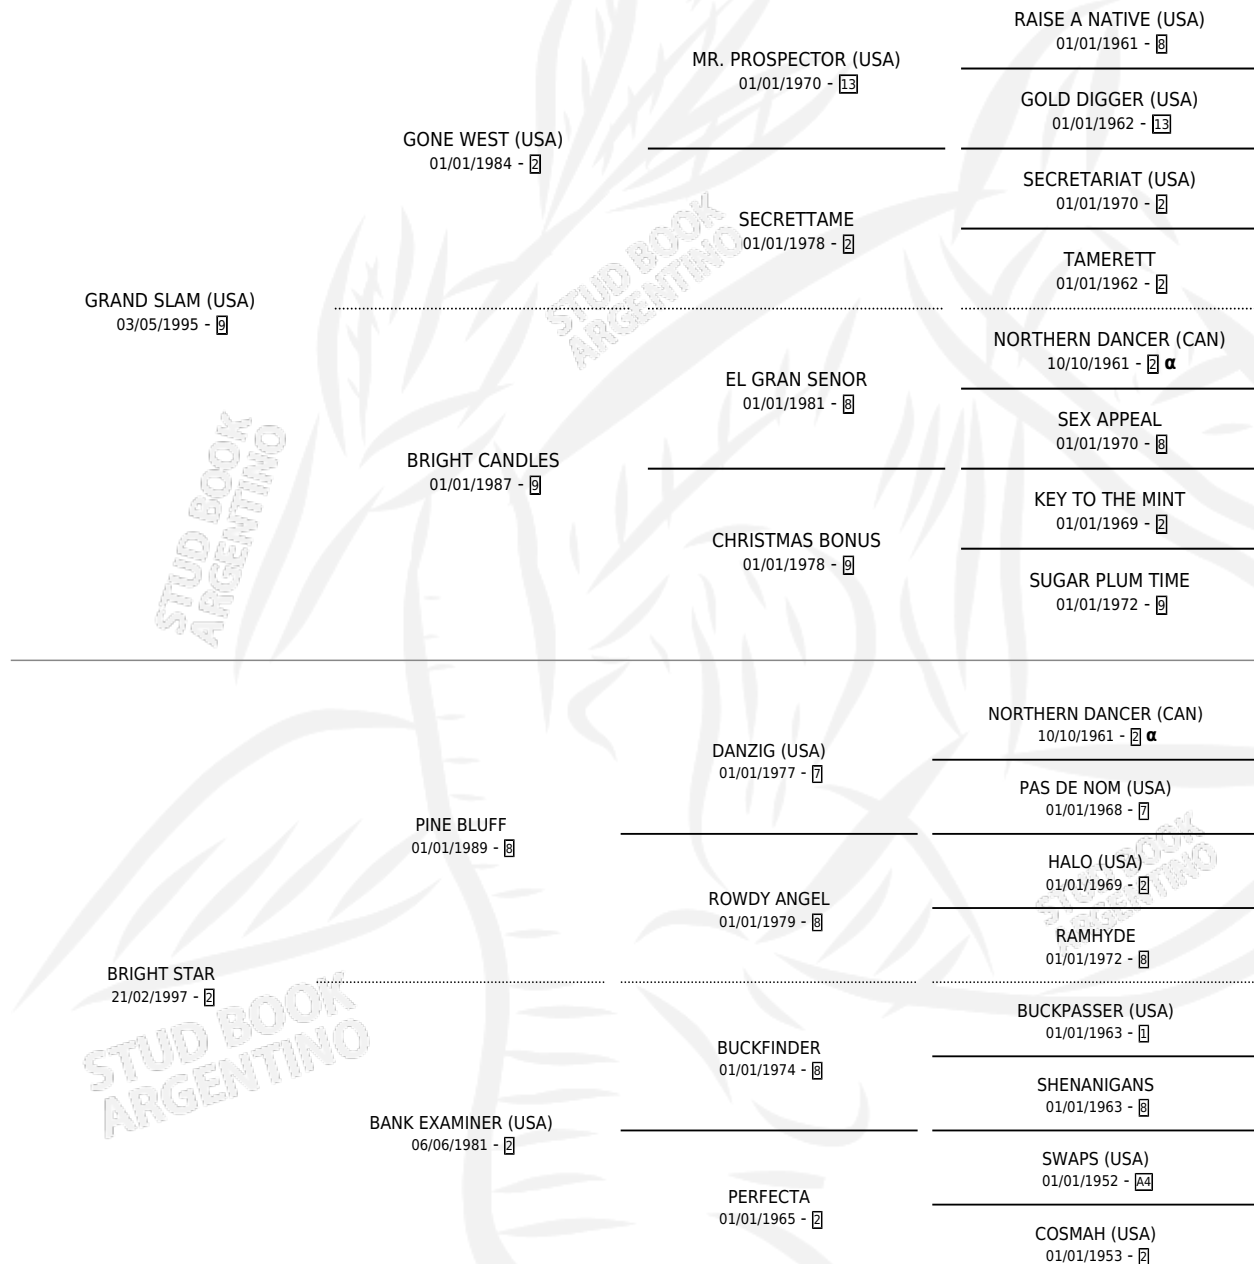 RAISE A NATIVE (USA)
01/01/1961 - 8
MR. PROSPECTOR (USA)
01/01/1970 - 13
GOLD DIGGER (USA)
01/01/1962 - 13
GONE WEST (USA)
01/01/1984 - 2
SECRETARIAT (USA)
01/01/1970 - 2
SECRETTAME
01/01/1978 - 2
TAMERETT
01/01/1962 - 2
GRAND SLAM (USA)
03/05/1995 - 9
NORTHERN DANCER (CAN)
10/10/1961 - 2 α
EL GRAN SENOR
01/01/1981 - 8
SEX APPEAL
01/01/1970 - 8
BRIGHT CANDLES
01/01/1987 - 9
KEY TO THE MINT
01/01/1969 - 2
CHRISTMAS BONUS
01/01/1978 - 9
SUGAR PLUM TIME
01/01/1972 - 9
NORTHERN DANCER (CAN)
10/10/1961 - 2 α
DANZIG (USA)
01/01/1977 - 7
PAS DE NOM (USA)
01/01/1968 - 7
PINE BLUFF
01/01/1989 - 8
HALO (USA)
01/01/1969 - 2
ROWDY ANGEL
01/01/1979 - 8
RAMHYDE
01/01/1972 - 8
BRIGHT STAR
21/02/1997 - 2
BUCKPASSER (USA)
01/01/1963 - 1
BUCKFINDER
01/01/1974 - 8
SHENANIGANS
01/01/1963 - 8
BANK EXAMINER (USA)
06/06/1981 - 2
SWAPS (USA)
01/01/1952 - A4
PERFECTA
01/01/1965 - 2
COSMAH (USA)
01/01/1953 - 2
STUD BOOK
ARGENTINO
STUD BOOK
ARGENTINO
STUD BOOK
ARGENTINO
STUD BOOK
ARGENTINO